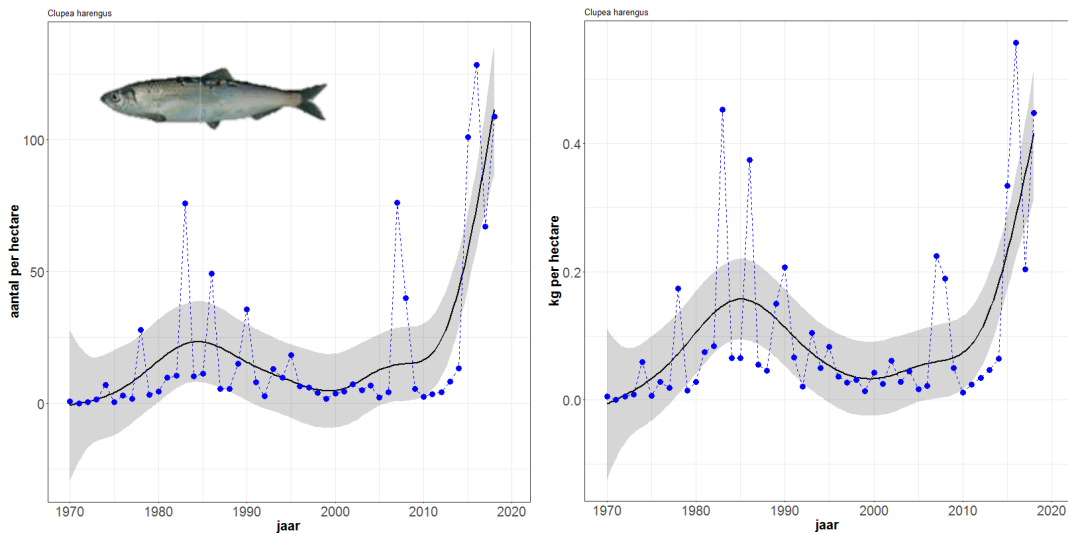 Clupea harengus
aantal per hectare
100
50
0
1970 1980 1990 2000 2010 2020
jaar
Clupea harengus
kg per hectare
0.4
0.2
0.0
1970 1980 1990 2000 2010 2020
jaar